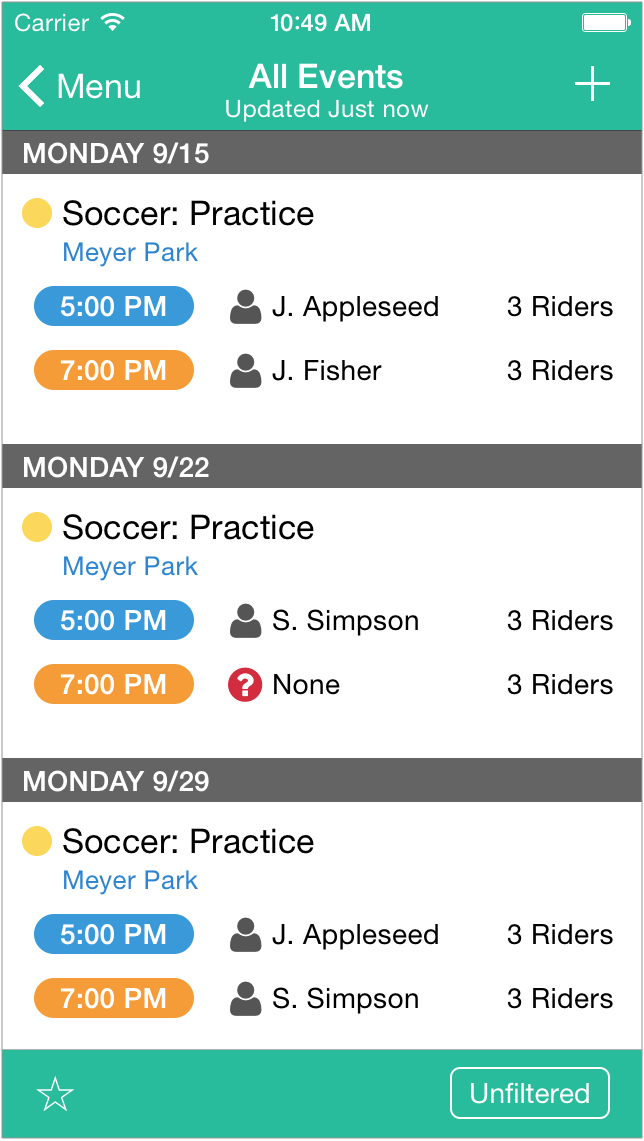 Carrier 10:49 AM
Menu All Events
Updated Just now
MONDAY 9/15
Soccer: Practice
Meyer Park
5:00 PM J. Appleseed 3 Riders
7:00 PM J. Fisher 3 Riders
MONDAY 9/22
Soccer: Practice
Meyer Park
5:00 PM S. Simpson 3 Riders
7:00 PM ? None 3 Riders
MONDAY 9/29
Soccer: Practice
Meyer Park
5:00 PM J. Appleseed 3 Riders
7:00 PM S. Simpson 3 Riders
Unfiltered